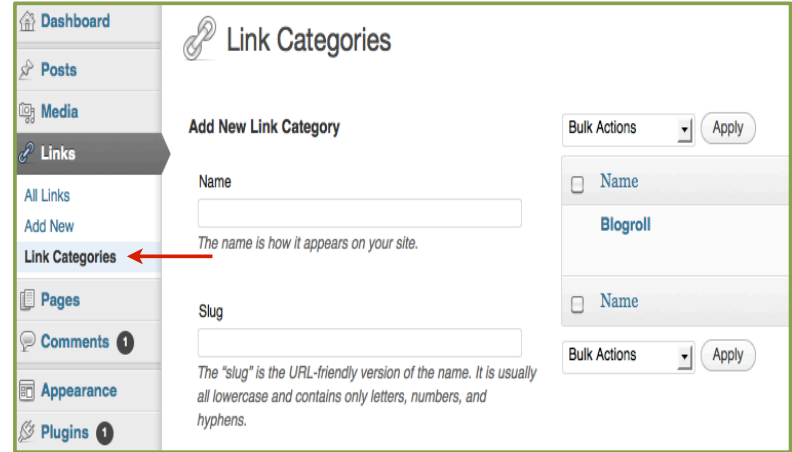 Dashboard
Posts
Media
Links
All Links
Add New
Link Categories
Pages
Comments 1
Appearance
Plugins 1
Link Categories
Add New Link Category
Name
The name is how it appears on your site.
Slug
The “slug” is the URL-friendly version of the name. It is usually
all lowercase and contains only letters, numbers, and
hyphens.
Bulk Actions Apply
Name
Blogroll
Name
Bulk Actions Apply